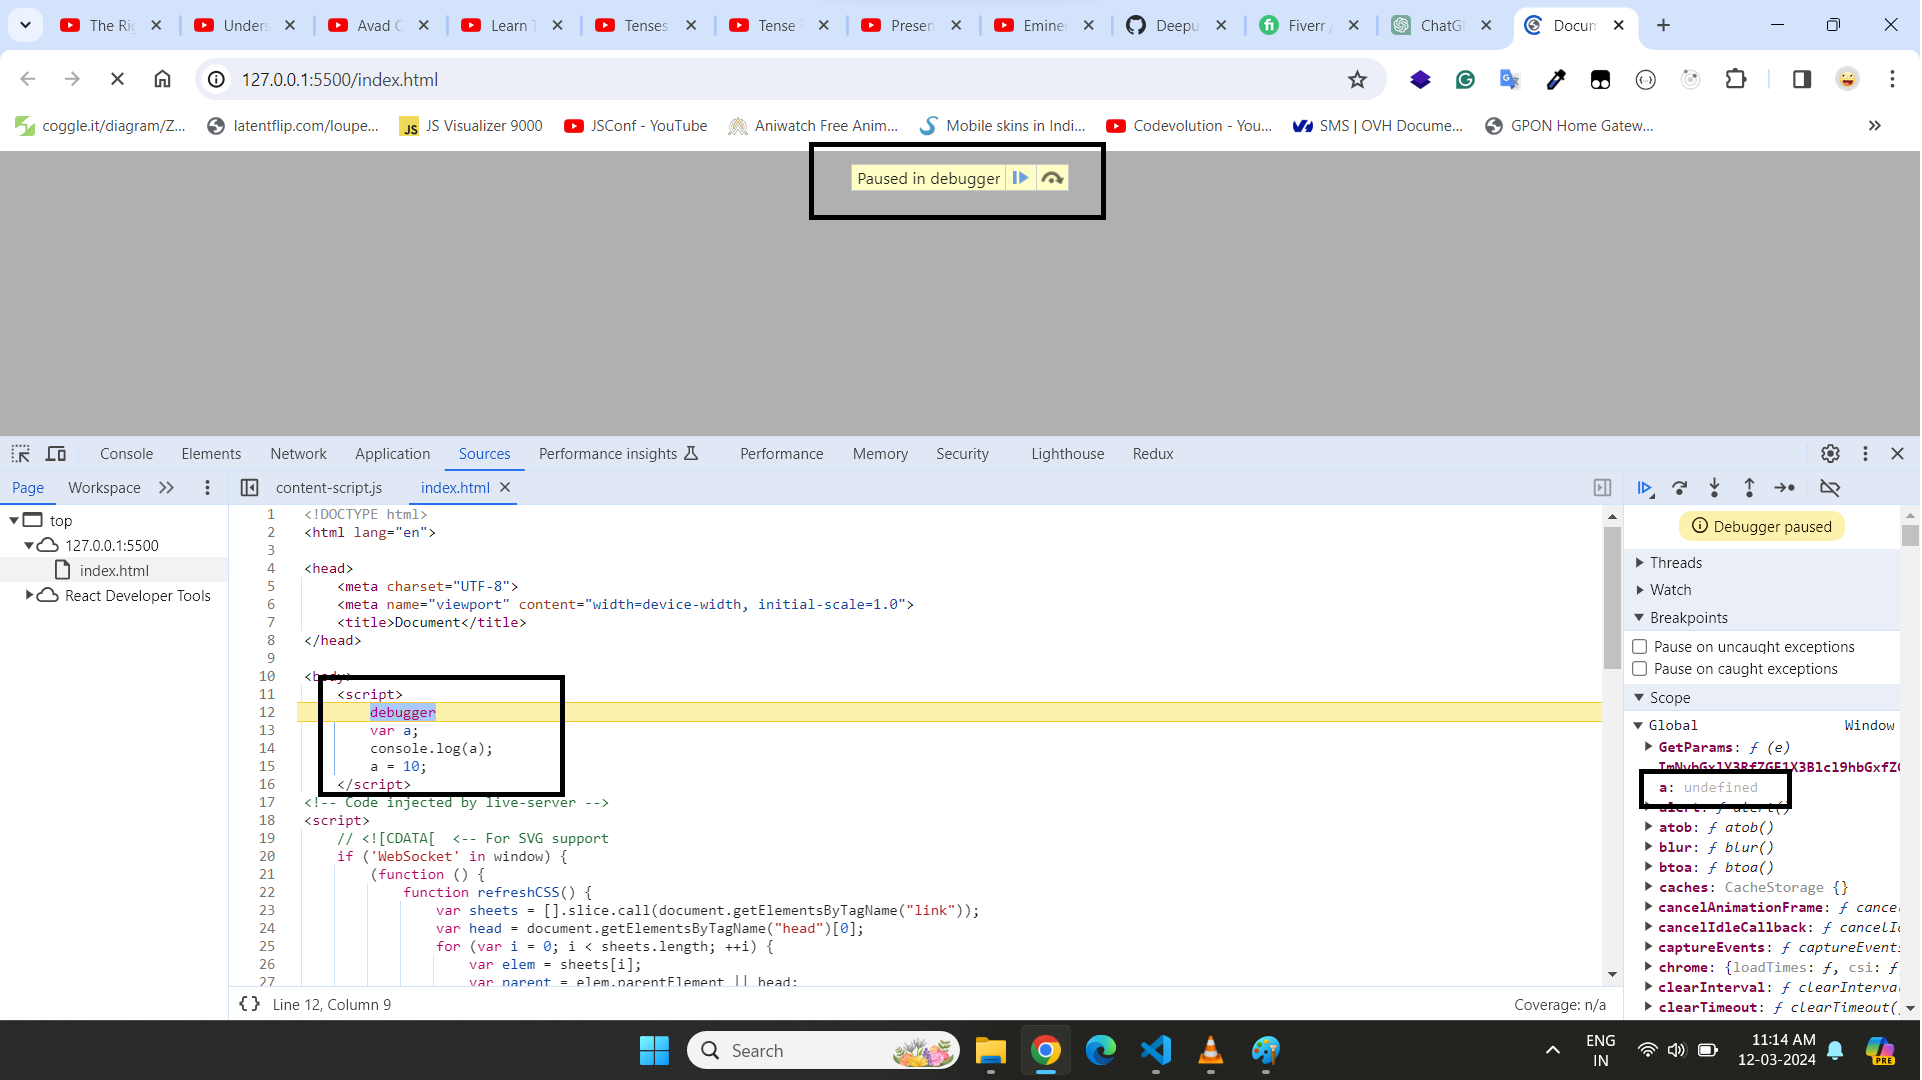 The Ri
Unders
Avad C
Learn T
Tenses
Tense
Presen
Emine
Deepu
Fiverr
ChatG
Docum
127.0.0.1:5500/index.html
coggle.it/diagram/Z...
latentflip.com/loupe...
JS Visualizer 9000
JSConf - YouTube
Aniwatch Free Anim...
Mobile skins in Indi...
Codevolution - You...
SMS | OVH Docume...
GPON Home Gatew...
Paused in debugger
Console Elements Network Application Sources Performance insights Performance Memory Security Lighthouse Redux
Page Workspace
content-script.js index.html
top
127.0.0.1:5500
index.html
React Developer Tools
1 <!DOCTYPE html>
2 <html lang="en">
3
4 <head>
5 <meta charset="UTF-8">
6 <meta name="viewport" content="width=device-width, initial-scale=1.0">
7 <title>Document</title>
8 </head>
9
10 <body>
11 <script>
12 debugger
13 var a;
14 console.log(a);
15 a = 10;
16 </script>
17 <!-- Code injected by live-server -->
18 <script>
19 // <![CDATA[  <-- For SVG support
20 if ('WebSocket' in window) {
21 (function () {
22 function refreshCSS() {
23 var sheets = [].slice.call(document.getElementsByTagName("link"));
24 var head = document.getElementsByTagName("head")[0];
25 for (var i = 0; i < sheets.length; ++i) {
26 var elem = sheets[i];
27 var parent = elem.parentElement || head;
{} Line 12, Column 9
Coverage: n/a
Debugger paused
Threads
Watch
Breakpoints
Pause on uncaught exceptions
Pause on caught exceptions
Scope
Global Window
GetParams: ƒ (e)
a: undefined
alert: ƒ alert()
atob: ƒ atob()
blur: ƒ blur()
btoa: ƒ btoa()
caches: CacheStorage {}
cancelAnimationFrame: ƒ cance
cancelIdleCallback: ƒ cancelI
captureEvents: ƒ captureEvents
chrome: {loadTimes: ƒ, csi: ƒ
clearInterval: ƒ clearInterva
clearTimeout: ƒ clearTimeout(
Search
ENG
IN
11:14 AM
12-03-2024
PRE